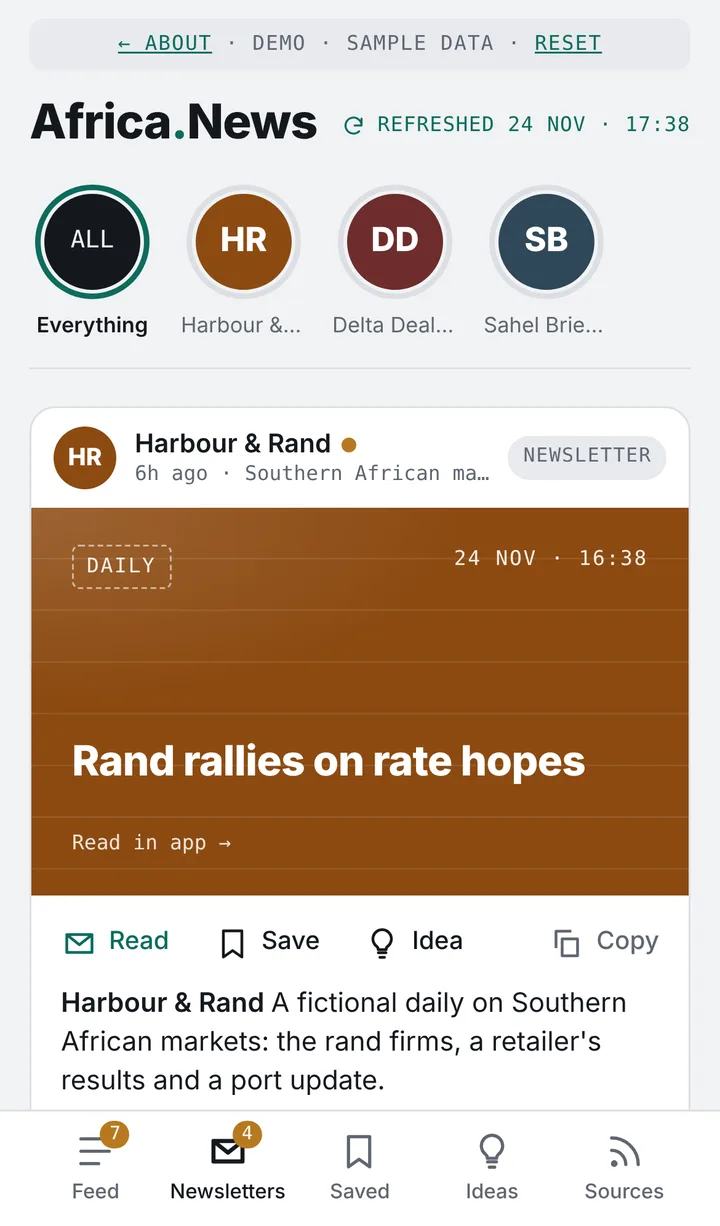 ← ABOUT · DEMO · SAMPLE DATA · RESET
Africa.News
REFRESHED 24 NOV · 17:38
ALL
HR
DD
SB
Everything
Harbour &…
Delta Deal…
Sahel Brie…
HR
Harbour & Rand
6h ago · Southern African ma…
NEWSLETTER
DAILY
24 NOV · 16:38
Rand rallies on rate hopes
Read in app →
Read
Save
Idea
Copy
Harbour & Rand A fictional daily on Southern
African markets: the rand firms, a retailer's
results and a port update.
7
4
Feed
Newsletters
Saved
Ideas
Sources